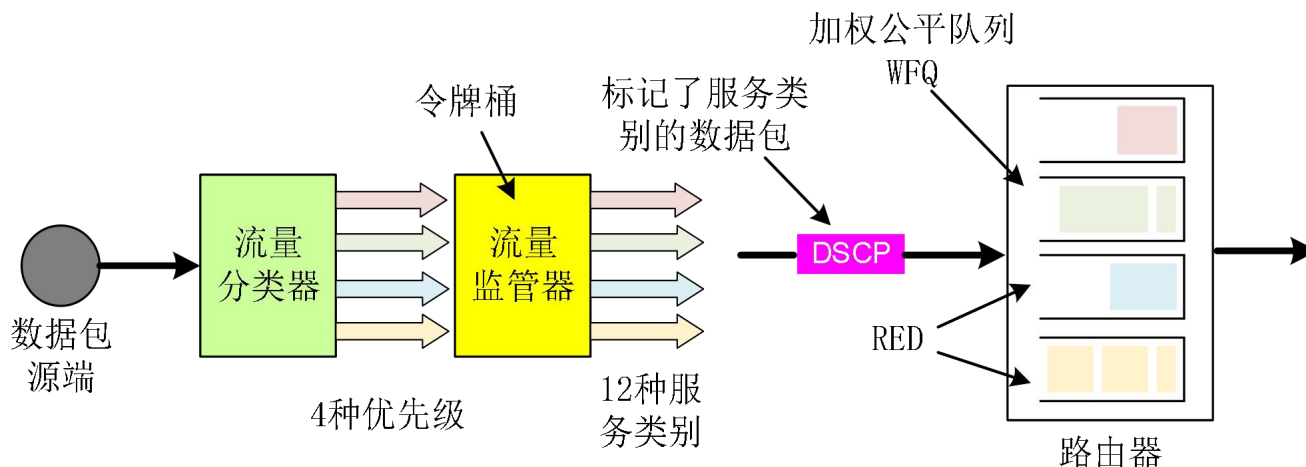 加权公平队列
WFQ
令牌桶
标记了服务类
别的数据包
流量
分类器
流量
监管器
DSCP
数据包
源端
RED
4种优先级
12种服
务类别
路由器